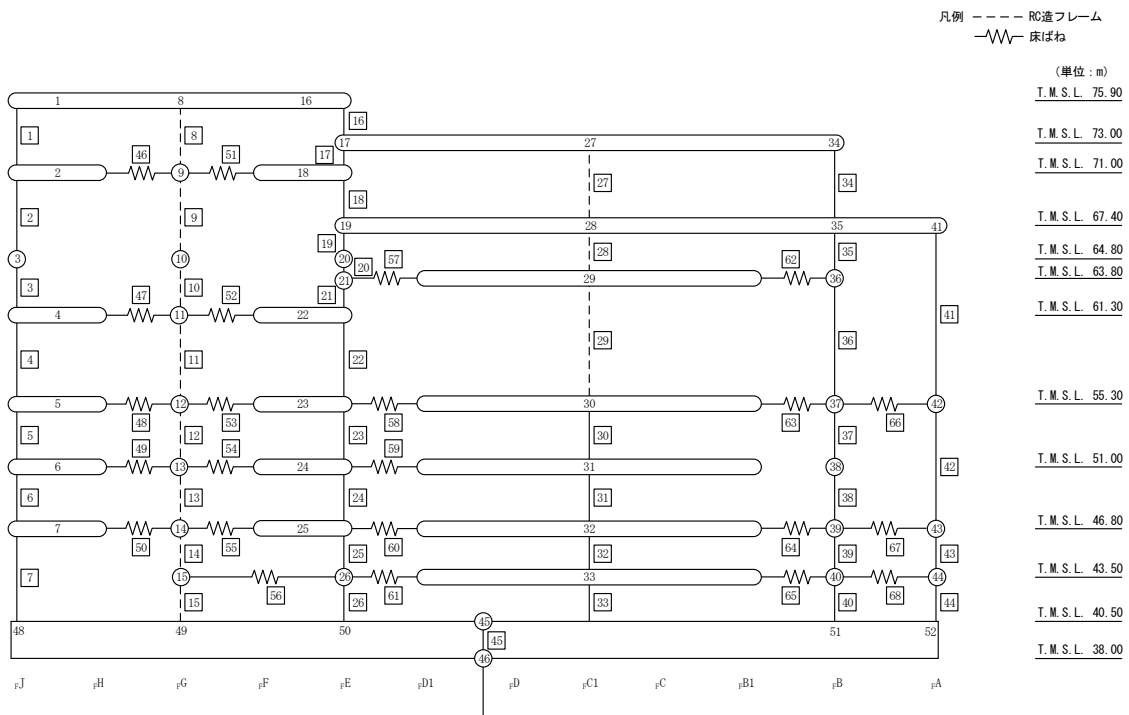 凡例 ---- RC造フレーム
床ばね
(単位:m)
T.M.S.L. 75.90
1 8 16
1 8 16
T.M.S.L. 73.00
17 27 34
46 51 17
T.M.S.L. 71.00
2 9 18
27 34
2 9 18
T.M.S.L. 67.40
19 28 35 41
19 28 35
T.M.S.L. 64.80
3 10 20
20 57 62
T.M.S.L. 63.80
21 29 36
3 47 10 52 21
T.M.S.L. 61.30
4 11 22
41
29 36
4 11 22
T.M.S.L. 55.30
5 12 23 30 37 42
48 53 58 63 66
5 12 23 30 37
49 54 59
T.M.S.L. 51.00
6 13 24 31 38
42
6 13 24 31 38
T.M.S.L. 46.80
7 14 25 32 39 43
50 55 60 64 67
14 25 32 39 43
T.M.S.L. 43.50
7 15 26 33 40 44
56 61 65 68
15 26 33 40 44
T.M.S.L. 40.50
48 49 50 45 51 52
45
T.M.S.L. 38.00
46
FJ FH FG FF FE FD1 FD FC1 FC FB1 FB FA